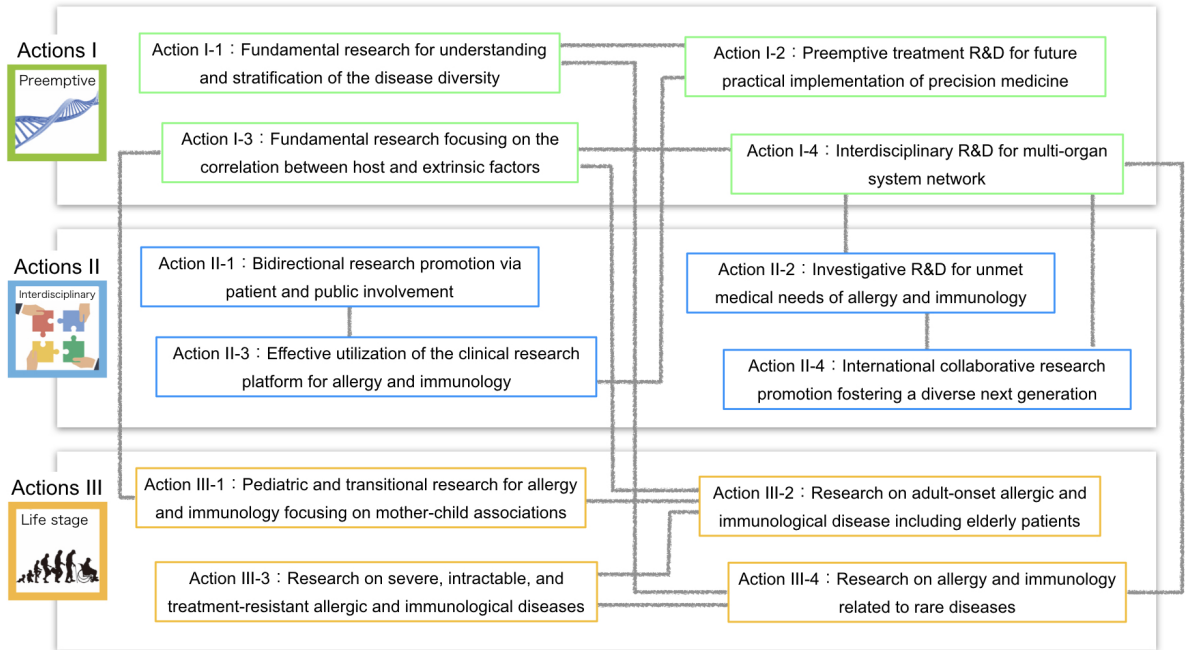 Actions I
Preemptive
Action I-1：Fundamental research for understanding
and stratification of the disease diversity
Action I-2：Preemptive treatment R&D for future
practical implementation of precision medicine
Action I-3：Fundamental research focusing on the
correlation between host and extrinsic factors
Action I-4：Interdisciplinary R&D for multi-organ
system network
Actions II
Interdisciplinary
Action II-1：Bidirectional research promotion via
patient and public involvement
Action II-2：Investigative R&D for unmet
medical needs of allergy and immunology
Action II-3：Effective utilization of the clinical research
platform for allergy and immunology
Action II-4：International collaborative research
promotion fostering a diverse next generation
Actions III
Life stage
Action III-1：Pediatric and transitional research for allergy
and immunology focusing on mother-child associations
Action III-2：Research on adult-onset allergic and
immunological disease including elderly patients
Action III-3：Research on severe, intractable, and
treatment-resistant allergic and immunological diseases
Action III-4：Research on allergy and immunology
related to rare diseases